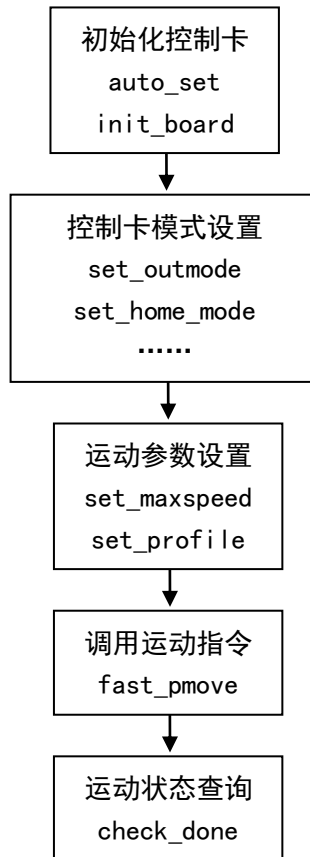 初始化控制卡
auto_set
init_board
控制卡模式设置
set_outmode
set_home_mode
……
运动参数设置
set_maxspeed
set_profile
调用运动指令
fast_pmove
运动状态查询
check_done